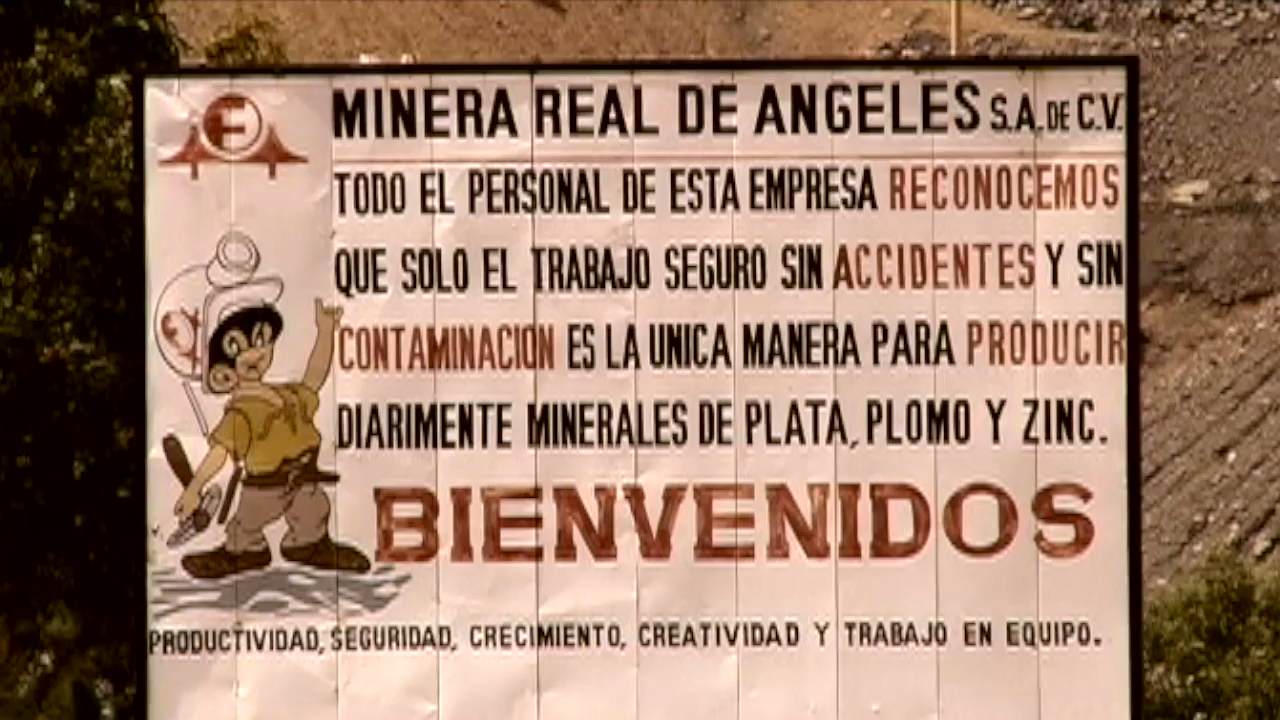 MINERA REAL DE ANGELES S.A. DE C.V.
TODO EL PERSONAL DE ESTA EMPRESA RECONOCEMOS
QUE SOLO EL TRABAJO SEGURO SIN ACCIDENTES Y SIN
CONTAMINACION ES LA UNICA MANERA PARA PRODUCIR
DIARIMENTE MINERALES DE PLATA, PLOMO Y ZINC.
BIENVENIDOS
PRODUCTIVIDAD, SEGURIDAD, CRECIMIENTO, CREATIVIDAD Y TRABAJO EN EQUIPO.